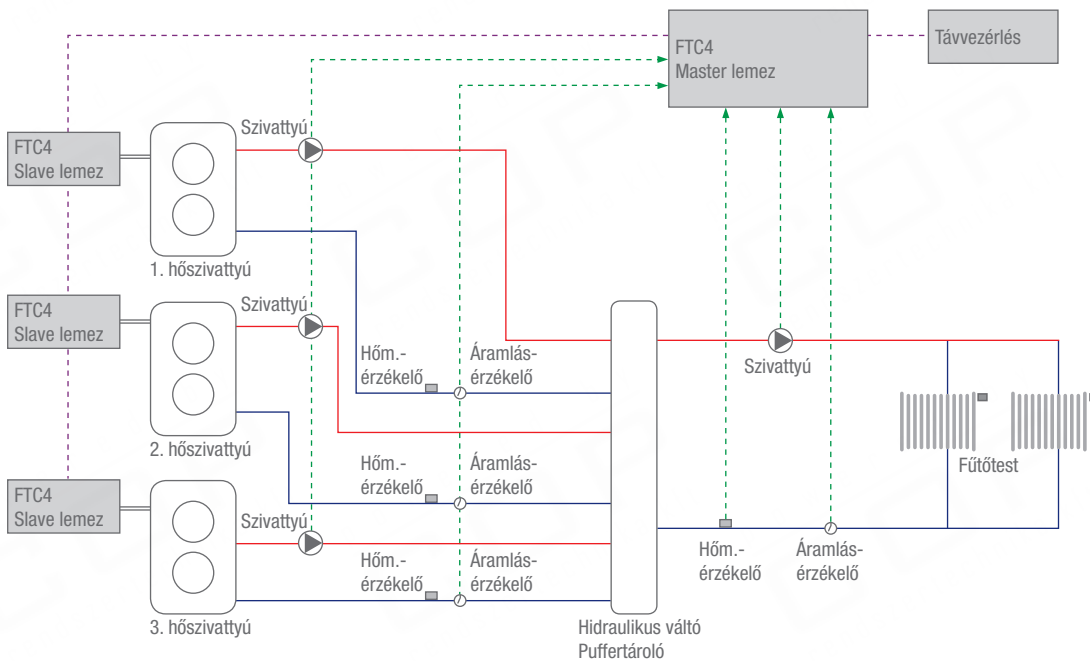 FTC4
Master lemez
Távvezérlés
Szivattyú
FTC4
Slave lemez
1. hőszivattyú
Szivattyú
FTC4
Slave lemez
Hőm.-
érzékelő
Áramlás-
érzékelő
Szivattyú
2. hőszivattyú
Hőm.-
érzékelő
Áramlás-
érzékelő
Fűtőtest
FTC4
Slave lemez
Szivattyú
Hőm.-
érzékelő
Áramlás-
érzékelő
Hőm.-
érzékelő
Áramlás-
érzékelő
3. hőszivattyú
Hidraulikus váltó
Puffertároló
COP